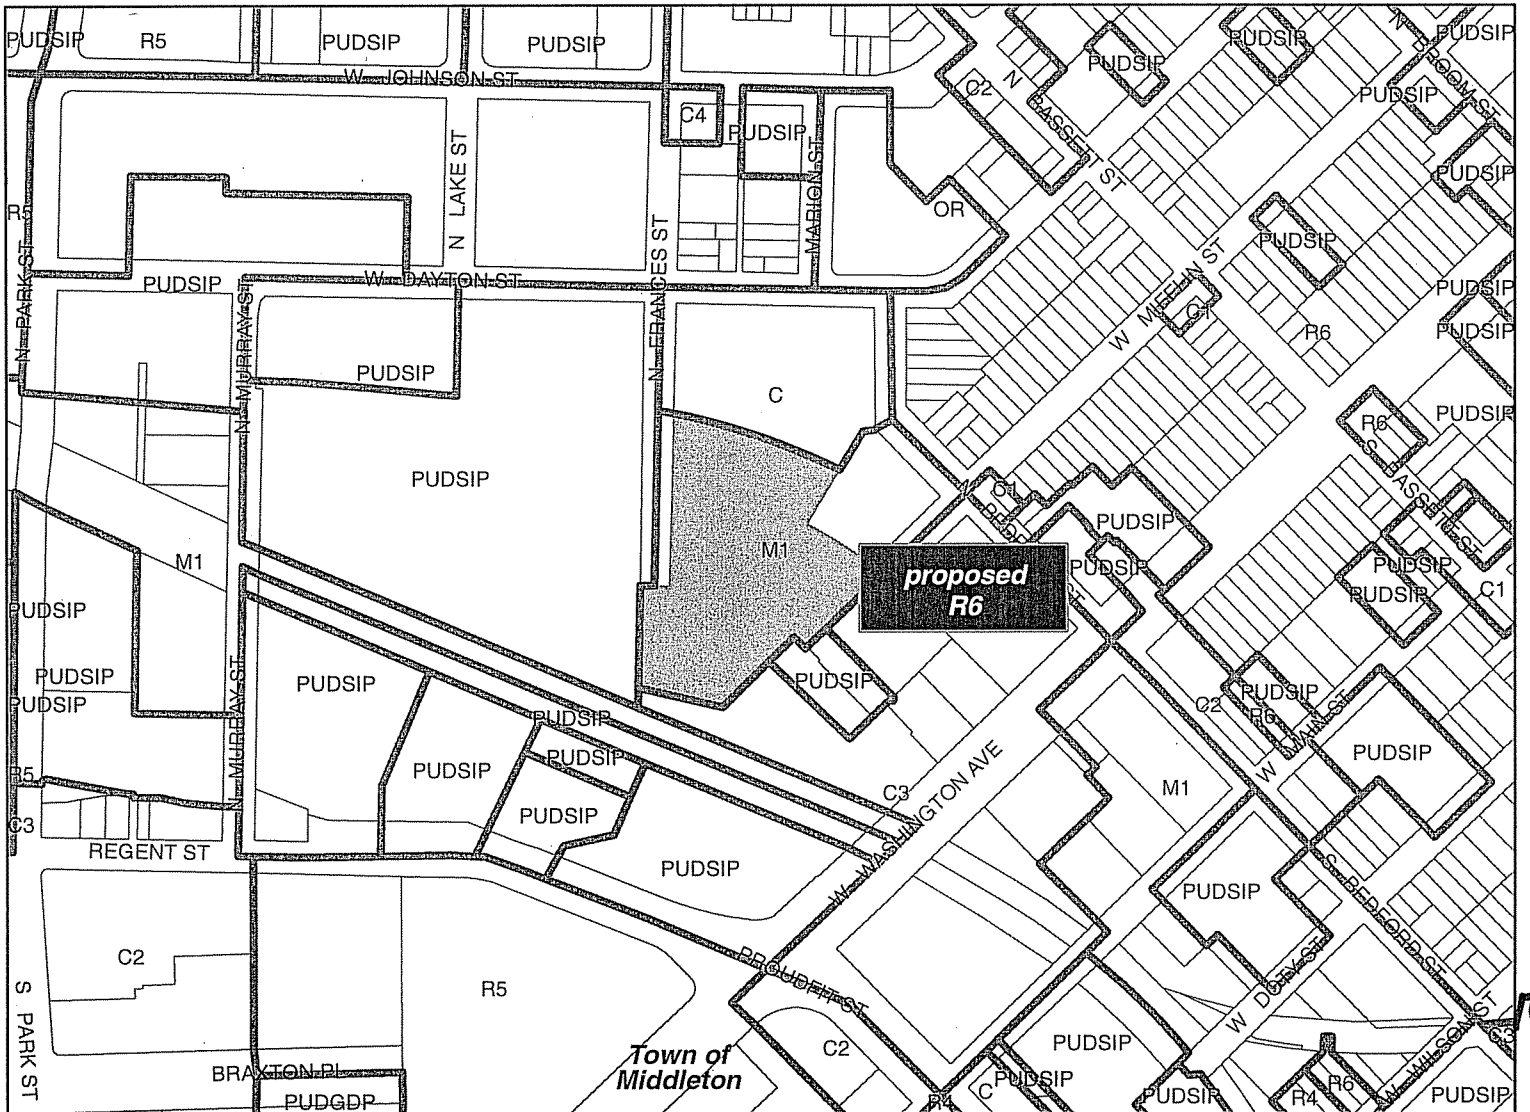 PUDSIP
R5
PUDSIP
PUDSIP
PUDSIP
PUDSIP
PUDSIP
N BROOM ST
W JOHNSON ST
C2
N BASSETT ST
PUDSIP
C4
PUDSIP
N LAKE ST
MARION ST
PUDSIP
R5
OR
PUDSIP
N PARK ST
N FRANCES ST
W DAYTON ST
PUDSIP
N MURRAY ST
PUDSIP
W MIFFLIN ST
C1
R6
PUDSIP
PUDSIP
C
PUDSIP
R6
S BASSETT ST
PUDSIP
C1
PUDSIP
M1
M1
proposed
R6
PUDSIP
PUDSIP
PUDSIP
C1
PUDSIP
PUDSIP
PUDSIP
PUDSIP
PUDSIP
PUDSIP
C2
R6
W MAIN ST
N MURRAY ST
PUDSIP
PUDSIP
PUDSIP
PUDSIP
R5
M1
C3
W WASHINGTON AVE
PUDSIP
C3
REGENT ST
PUDSIP
PUDSIP
S BEDFORD ST
C2
PROUDFIT ST
R5
W DOTY ST
S PARK ST
W WILSON ST
C3
PUDSIP
C2
Town of
Middleton
BRAXTON PL
PUDGDP
C
PUDSIP
R4
PUDSIP
R4
R6
PUDSIP